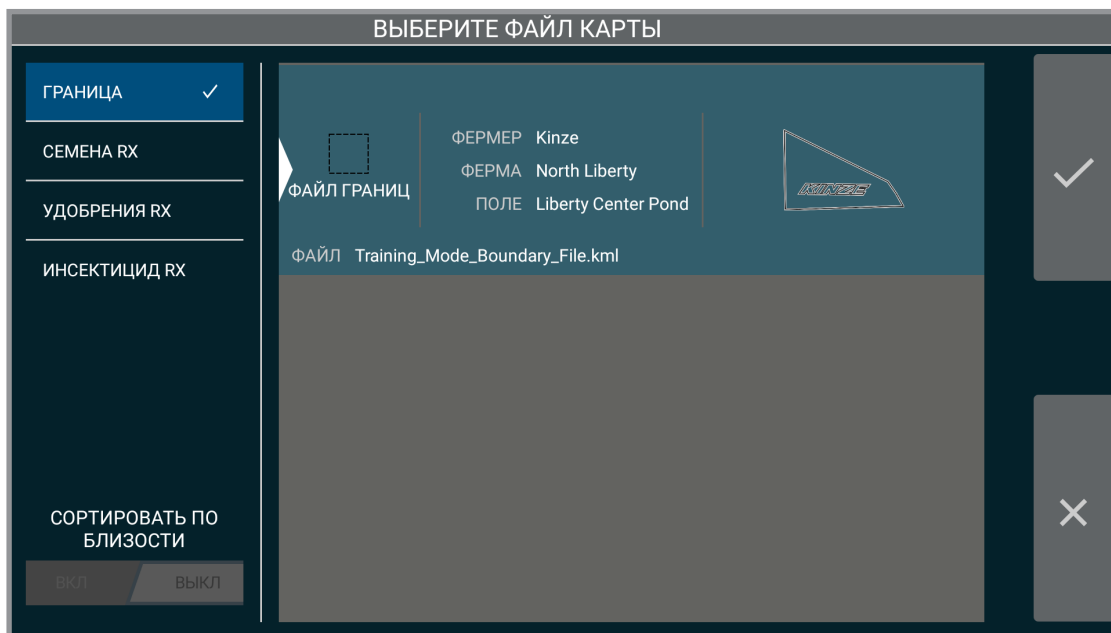 ВЫБЕРИТЕ ФАЙЛ КАРТЫ
ГРАНИЦА
СЕМЕНА RX
УДОБРЕНИЯ RX
ИНСЕКТИЦИД RX
СОРТИРОВАТЬ ПО
БЛИЗОСТИ
ВКЛ ВЫКЛ
ФАЙЛ ГРАНИЦ
ФЕРМЕР Kinze
ФЕРМА North Liberty
ПОЛЕ Liberty Center Pond
KINZE
ФАЙЛ Training_Mode_Boundary_File.kml